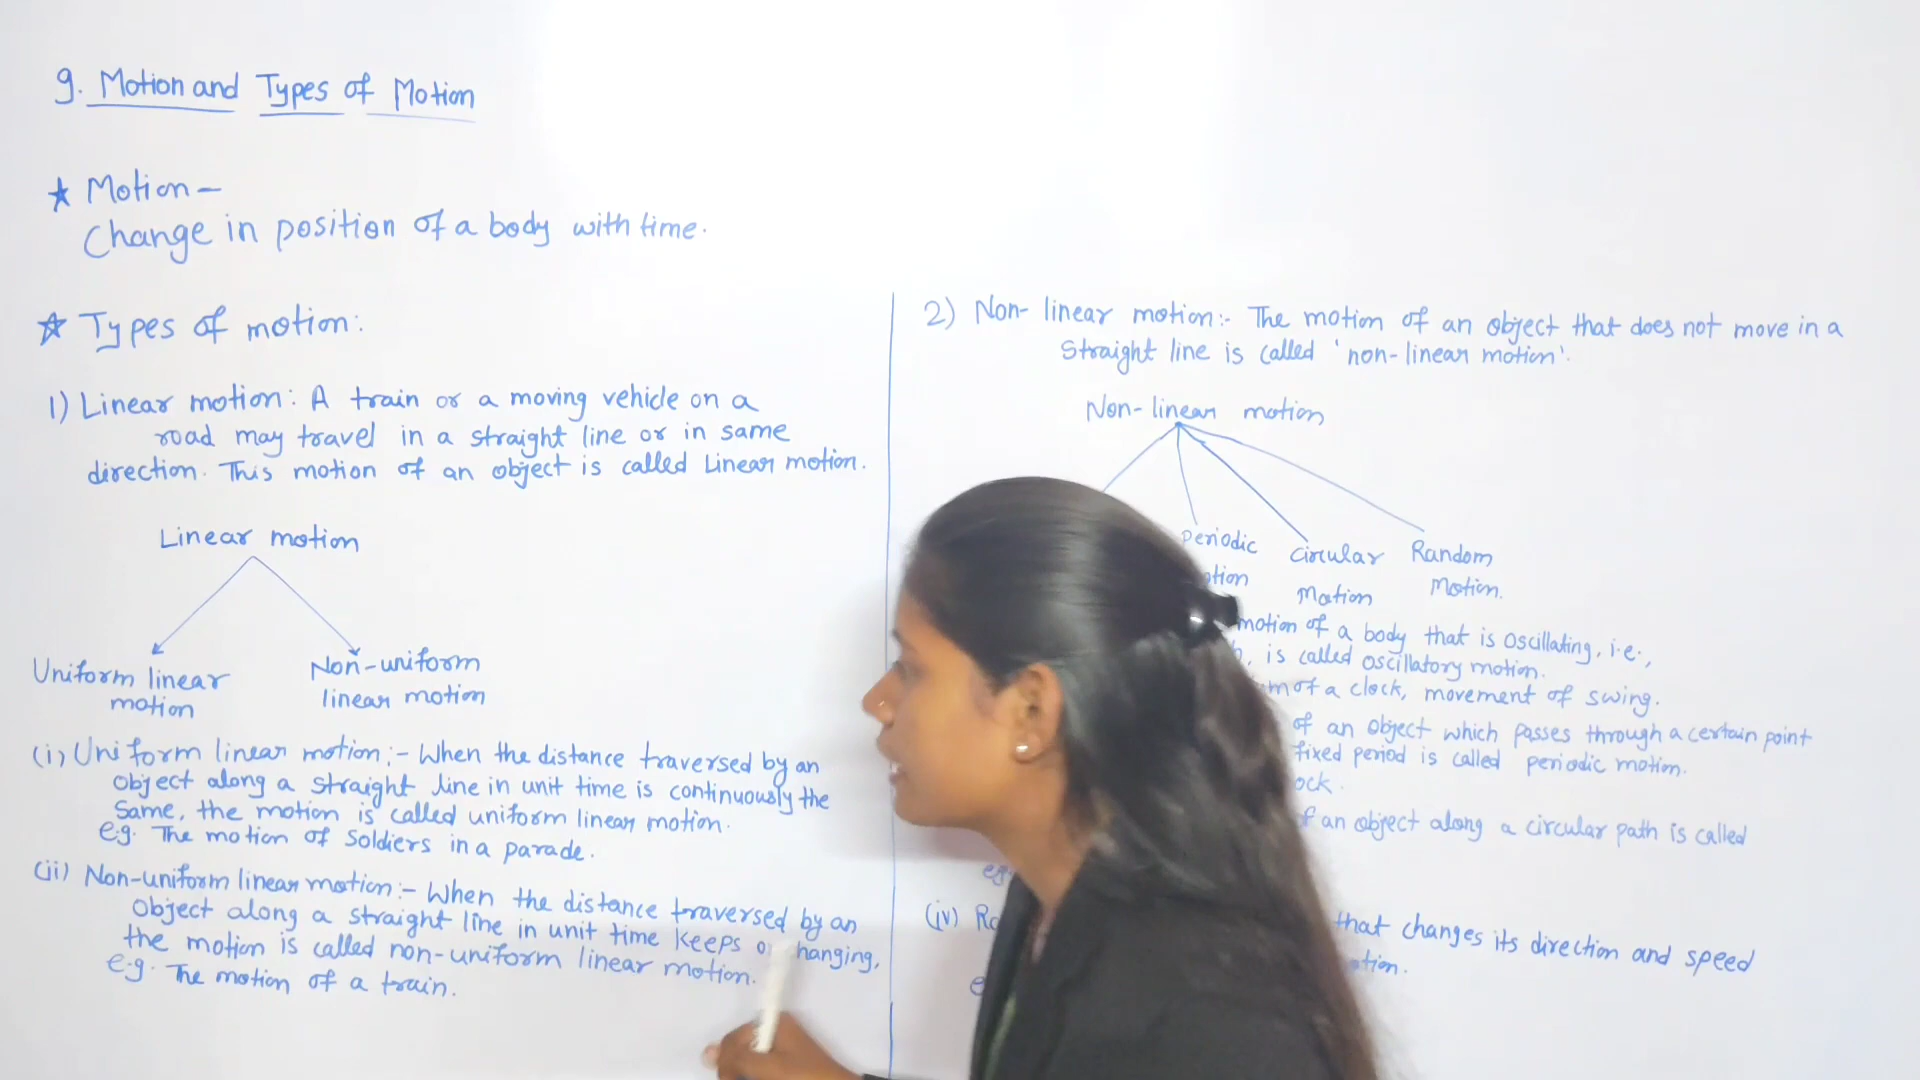 9. Motion and Types of Motion
★ Motion –
Change in position of a body with time.
☆ Types of motion:
1) Linear motion: A train or a moving vehicle on a
road may travel in a straight line or in same
direction. This motion of an object is called Linear motion.
Linear motion
Uniform linear
motion
Non-uniform
linear motion
(i) Uniform linear motion:- When the distance traversed by an
object along a straight line in unit time is continuously the
same, the motion is called uniform linear motion.
e.g. The motion of Soldiers in a parade.
(ii) Non-uniform linear motion:- When the distance traversed by an
object along a straight line in unit time keeps hanging,
the motion is called non-uniform linear motion.
e.g. The motion of a train.
2) Non-linear motion:- The motion of an object that does not move in a
Straight line is called 'non-linear motion'.
Non-linear motion
Periodic
otion
Circular
Motion
Random
Motion.
motion of a body that is oscillating, i.e.,
is called oscillatory motion.
of a clock, movement of swing.
of an object which passes through a certain point
fixed period is called periodic motion.
ock.
an object along a circular path is called
eg.
(iv) that changes its direction and speed
otion.